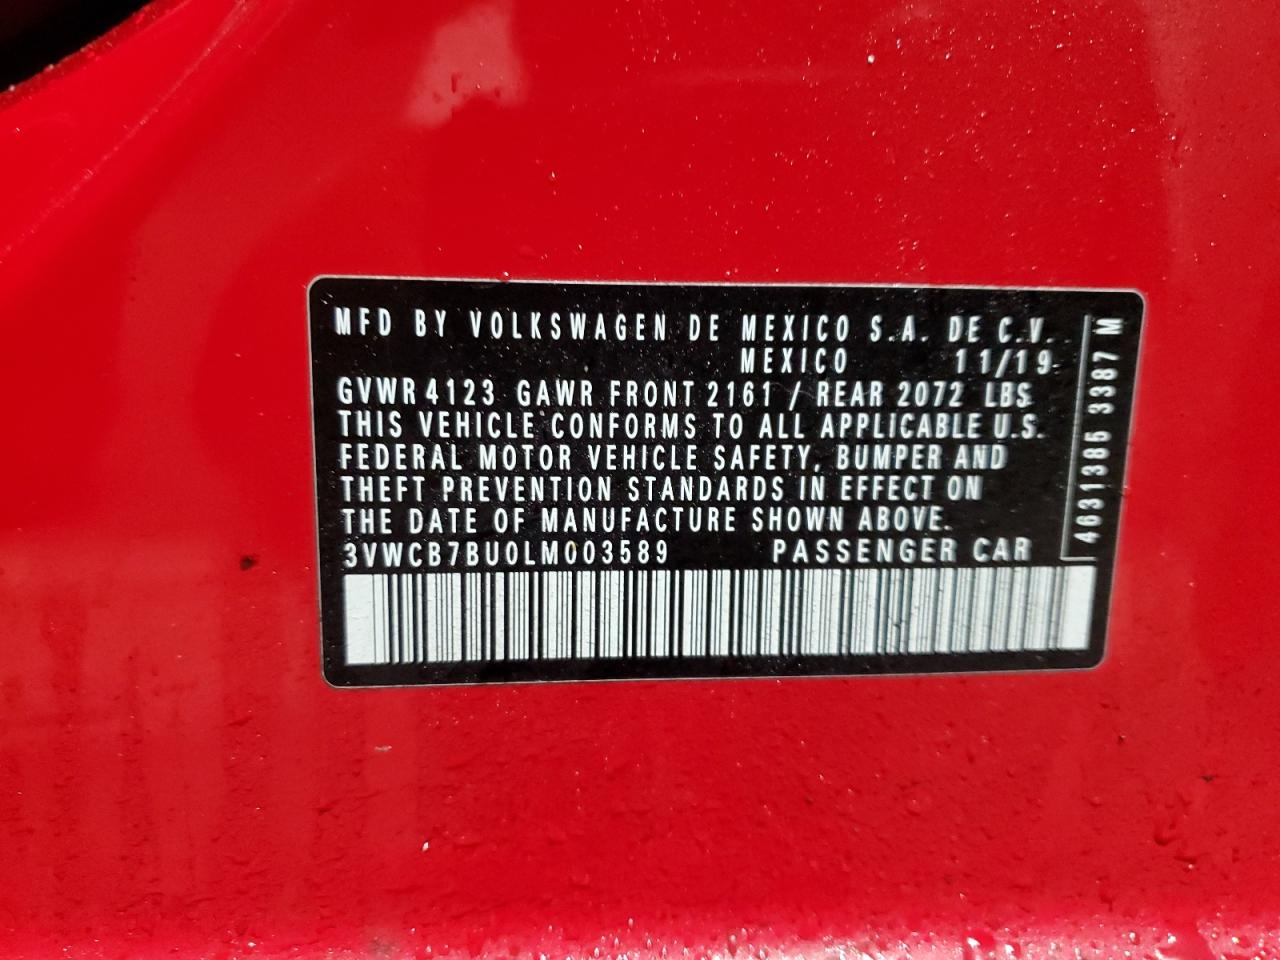 MFD BY VOLKSWAGEN DE MEXICO S.A. DE C.V.
MEXICO 11/19
GVWR 4123 GAWR FRONT 2161 / REAR 2072 LBS
THIS VEHICLE CONFORMS TO ALL APPLICABLE U.S.
FEDERAL MOTOR VEHICLE SAFETY, BUMPER AND
THEFT PREVENTION STANDARDS IN EFFECT ON
THE DATE OF MANUFACTURE SHOWN ABOVE.
3VWCB7BU0LM003589 PASSENGER CAR
4631385 3387 M